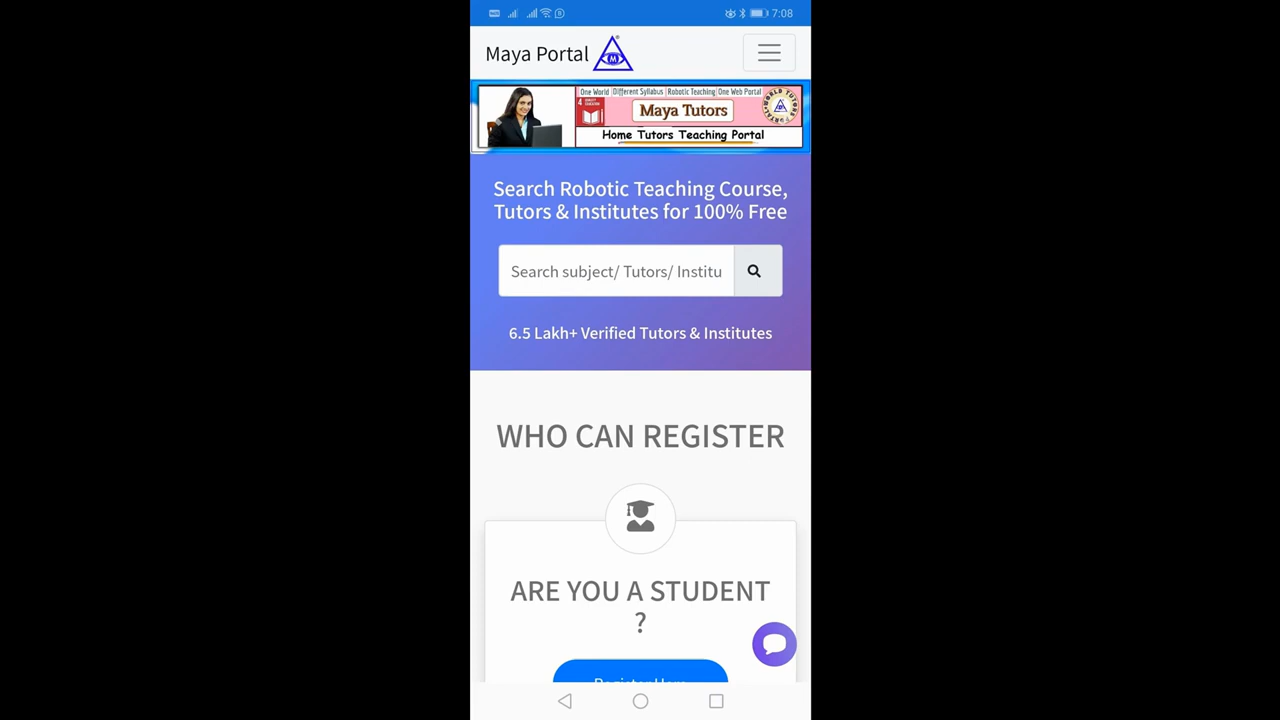 7:08
Maya Portal
One World Different Syllabus Robotic Teaching One Web Portal
Maya Tutors
Home Tutors Teaching Portal
Search Robotic Teaching Course,
Tutors & Institutes for 100% Free
Search subject/ Tutors/ Institu
6.5 Lakh+ Verified Tutors & Institutes
WHO CAN REGISTER
ARE YOU A STUDENT
?
Register Here